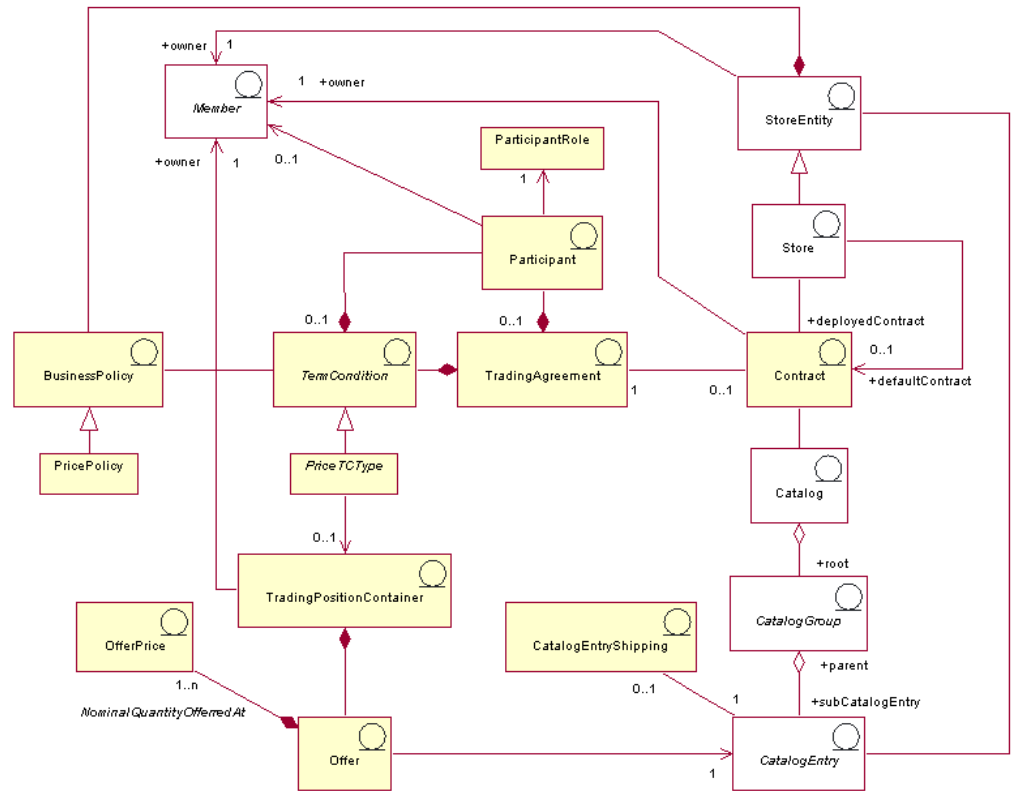 +owner
1
1
+owner
Member
StoreEntity
+owner
1
0..1
ParticipantRole
1
Store
Participant
+deployedContract
0..1
0..1
0..1
BusinessPolicy
TermCondition
TradingAgreement
Contract
+defaultContract
1
0..1
PricePolicy
PriceTCType
Catalog
0..1
+root
TradingPositionContainer
CatalogGroup
OfferPrice
CatalogEntryShipping
+parent
1..n
0..1
1
+subCatalogEntry
NominalQuantityOfferredAt
Offer
CatalogEntry
1